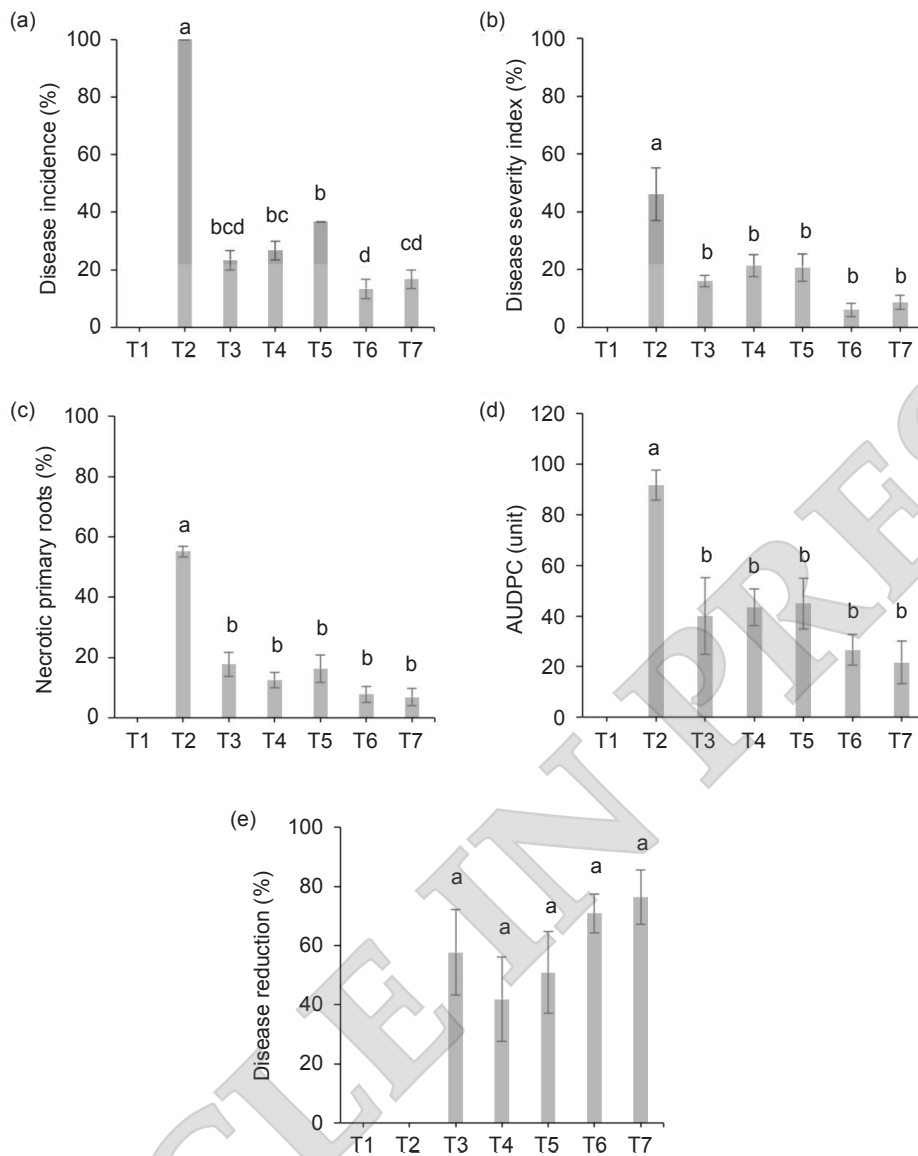 (a)
Disease incidence (%)
100
80
60
40
20
0
a
bcd
bc
b
d
cd
T1 T2 T3 T4 T5 T6 T7
(b)
Disease severity index (%)
100
80
60
40
20
0
a
b
b
b
b
b
T1 T2 T3 T4 T5 T6 T7
(c)
Necrotic primary roots (%)
100
80
60
40
20
0
a
b
b
b
b
b
T1 T2 T3 T4 T5 T6 T7
(d)
AUDPC (unit)
120
100
80
60
40
20
0
a
b
b
b
b
b
T1 T2 T3 T4 T5 T6 T7
(e)
Disease reduction (%)
100
80
60
40
20
0
a
a
a
a
a
T1 T2 T3 T4 T5 T6 T7
CLE IN PRES